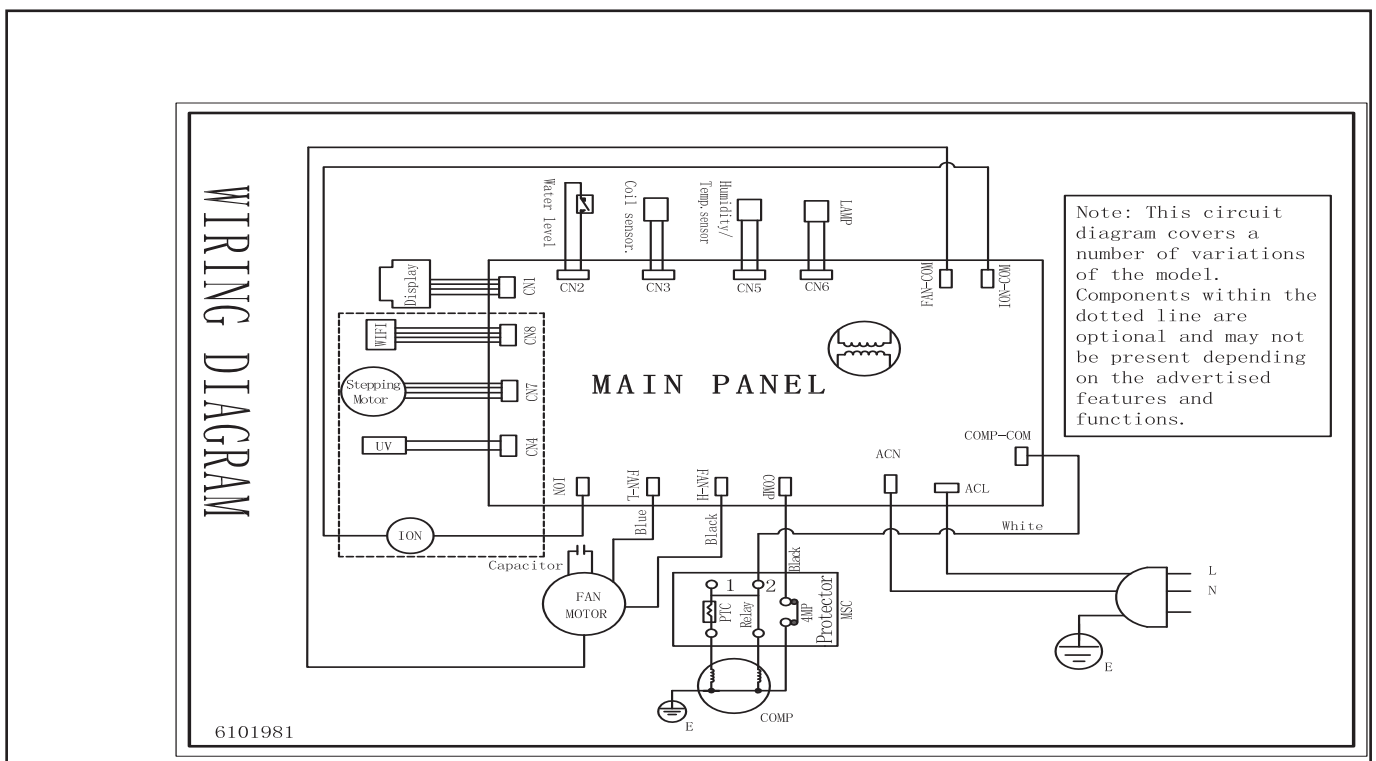 WIRING DIAGRAM
Water level
Coil sensor.
Humidity/
Temp.sensor
LAMP
CN2
CN3
CN5
CN6
FAN-COM
ION-COM
Display
CN1
WIFI
CN8
Stepping
Motor
CN7
UV
CN4
MAIN PANEL
Note: This circuit
diagram covers a
number of variations
of the model.
Components within the
dotted line are
optional and may not
be present depending
on the advertised
features and
functions.
COMP-COM
ACN
ACL
ION
FAN-L
FAN-H
COMP
Blue
Black
Black
White
ION
Capacitor
FAN
MOTOR
1
2
PTC
Relay
4MP
Protector
MSC
COMP
E
L
N
E
6101981